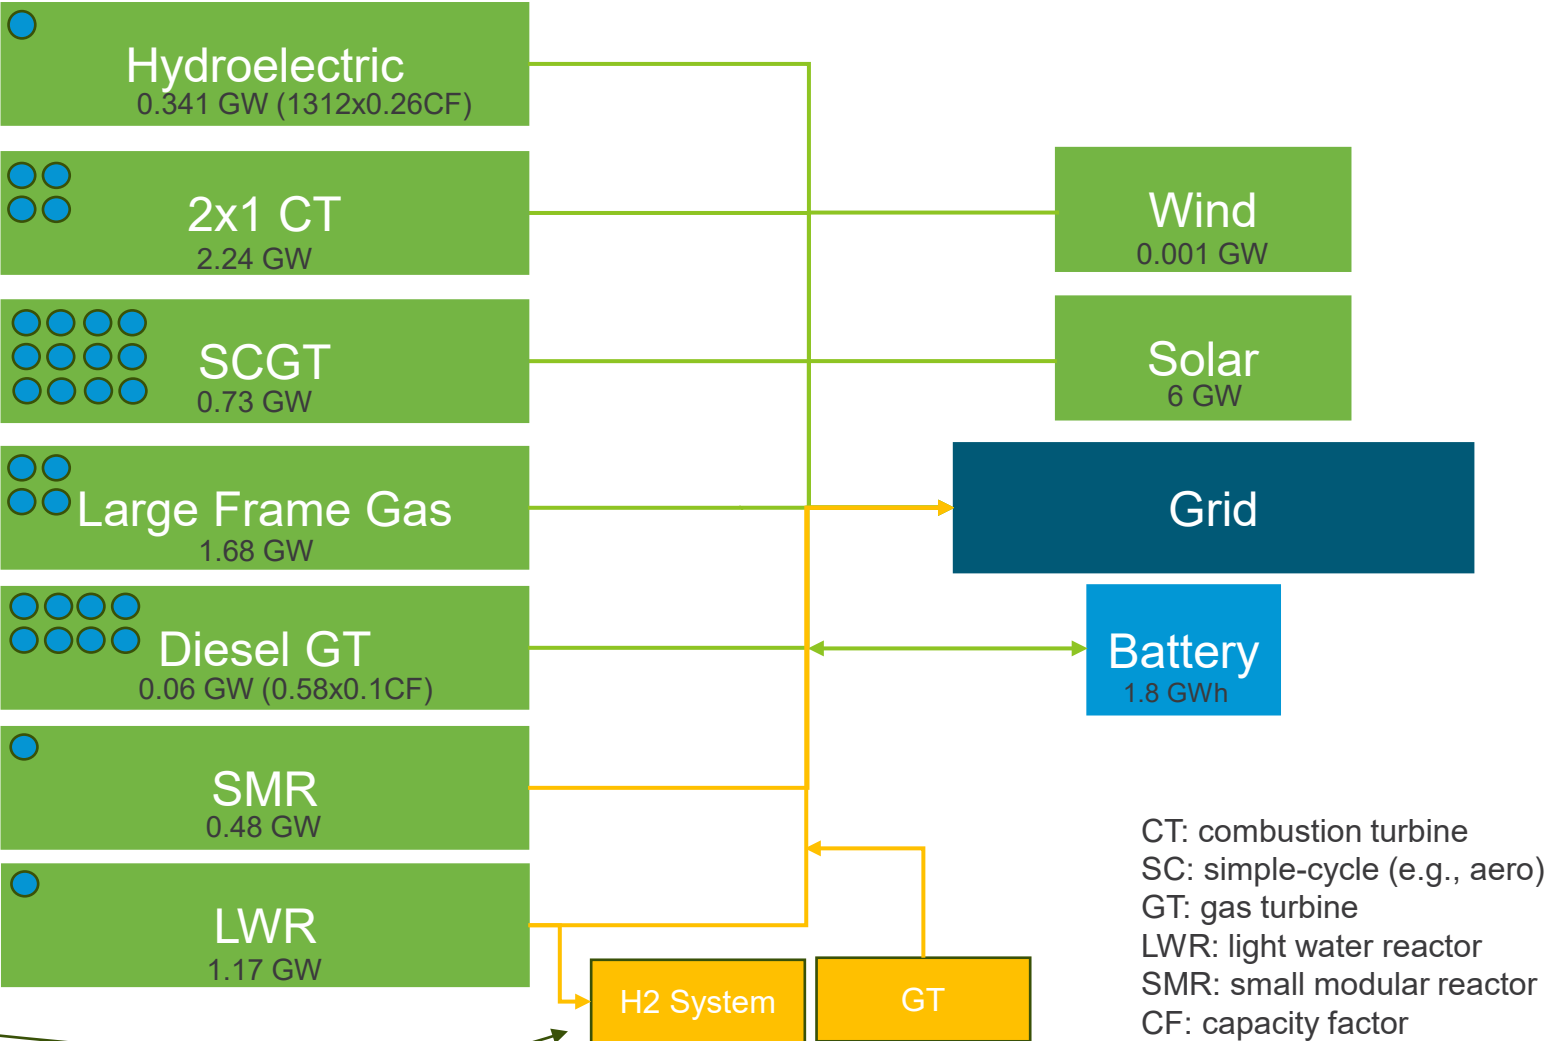 Hydroelectric
0.341 GW (1312x0.26CF)
2x1 CT
2.24 GW
SCGT
0.73 GW
Large Frame Gas
1.68 GW
Diesel GT
0.06 GW (0.58x0.1CF)
SMR
0.48 GW
LWR
1.17 GW
Wind
0.001 GW
Solar
6 GW
Grid
Battery
1.8 GWh
H2 System
GT
CT: combustion turbine
SC: simple-cycle (e.g., aero)
GT: gas turbine
LWR: light water reactor
SMR: small modular reactor
CF: capacity factor